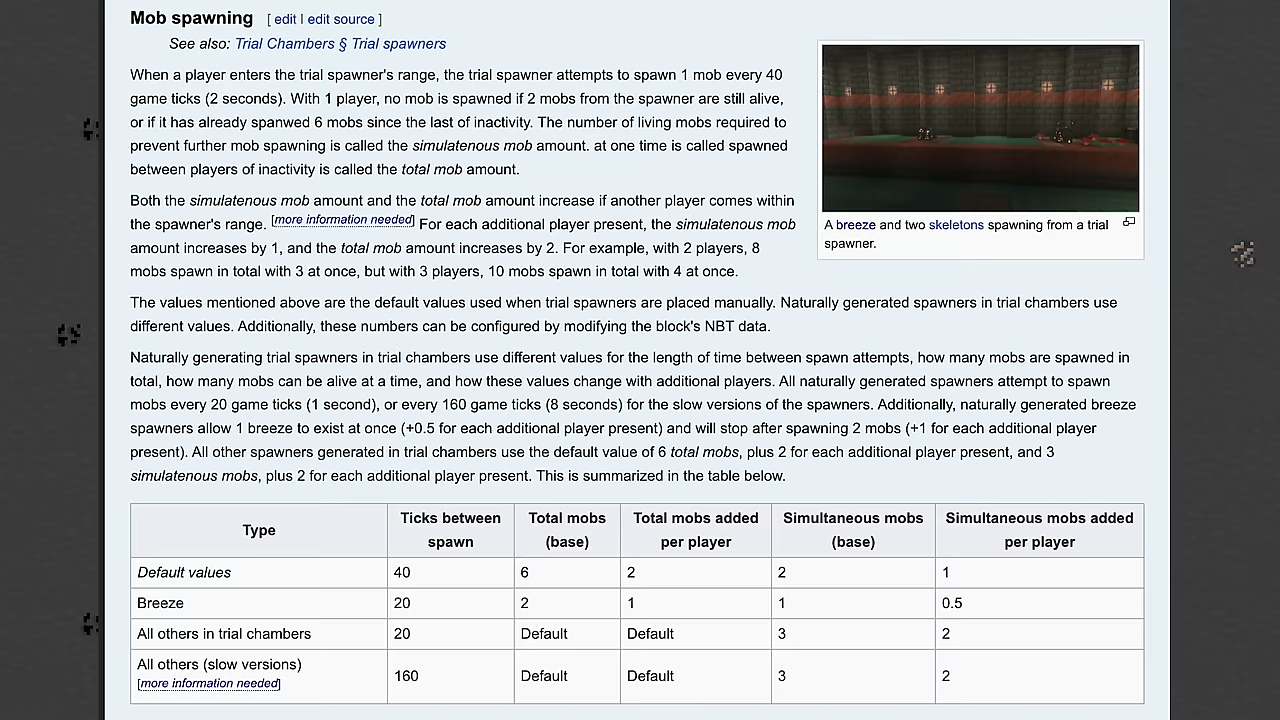 Mob spawning [ edit | edit source ]
See also: Trial Chambers § Trial spawners
When a player enters the trial spawner's range, the trial spawner attempts to spawn 1 mob every 40
game ticks (2 seconds). With 1 player, no mob is spawned if 2 mobs from the spawner are still alive,
or if it has already spanwed 6 mobs since the last of inactivity. The number of living mobs required to
prevent further mob spawning is called the simulatenous mob amount. at one time is called spawned
between players of inactivity is called the total mob amount.
Both the simulatenous mob amount and the total mob amount increase if another player comes within
the spawner's range. [more information needed] For each additional player present, the simulatenous mob
amount increases by 1, and the total mob amount increases by 2. For example, with 2 players, 8
mobs spawn in total with 3 at once, but with 3 players, 10 mobs spawn in total with 4 at once.
A breeze and two skeletons spawning from a trial
spawner.
The values mentioned above are the default values used when trial spawners are placed manually. Naturally generated spawners in trial chambers use
different values. Additionally, these numbers can be configured by modifying the block's NBT data.
Naturally generating trial spawners in trial chambers use different values for the length of time between spawn attempts, how many mobs are spawned in
total, how many mobs can be alive at a time, and how these values change with additional players. All naturally generated spawners attempt to spawn
mobs every 20 game ticks (1 second), or every 160 game ticks (8 seconds) for the slow versions of the spawners. Additionally, naturally generated breeze
spawners allow 1 breeze to exist at once (+0.5 for each additional player present) and will stop after spawning 2 mobs (+1 for each additional player
present). All other spawners generated in trial chambers use the default value of 6 total mobs, plus 2 for each additional player present, and 3
simulatenous mobs, plus 2 for each additional player present. This is summarized in the table below.
Type Ticks between spawn Total mobs (base) Total mobs added per player Simultaneous mobs (base) Simultaneous mobs added per player
Default values 40 6 2 2 1
Breeze 20 2 1 1 0.5
All others in trial chambers 20 Default Default 3 2
All others (slow versions)
[more information needed] 160 Default Default 3 2